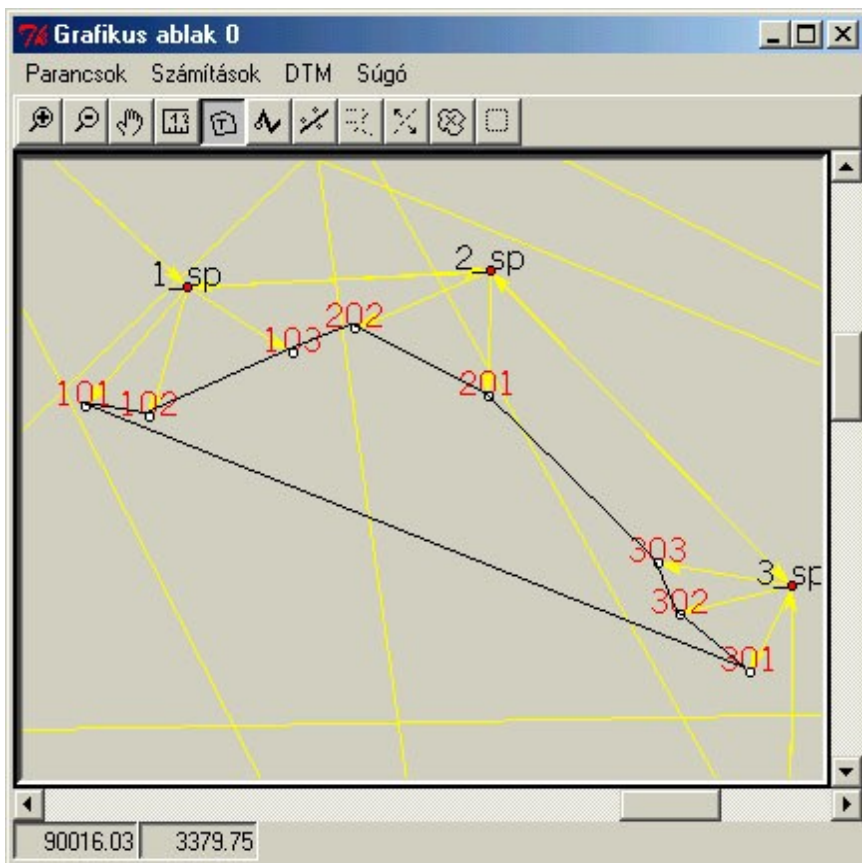 Grafikus ablak 0
Parancsok Számítások DTM Súgó
1_sp
2_sp
202
103
101
102
201
303
3_sp
302
301
90016.03 3379.75